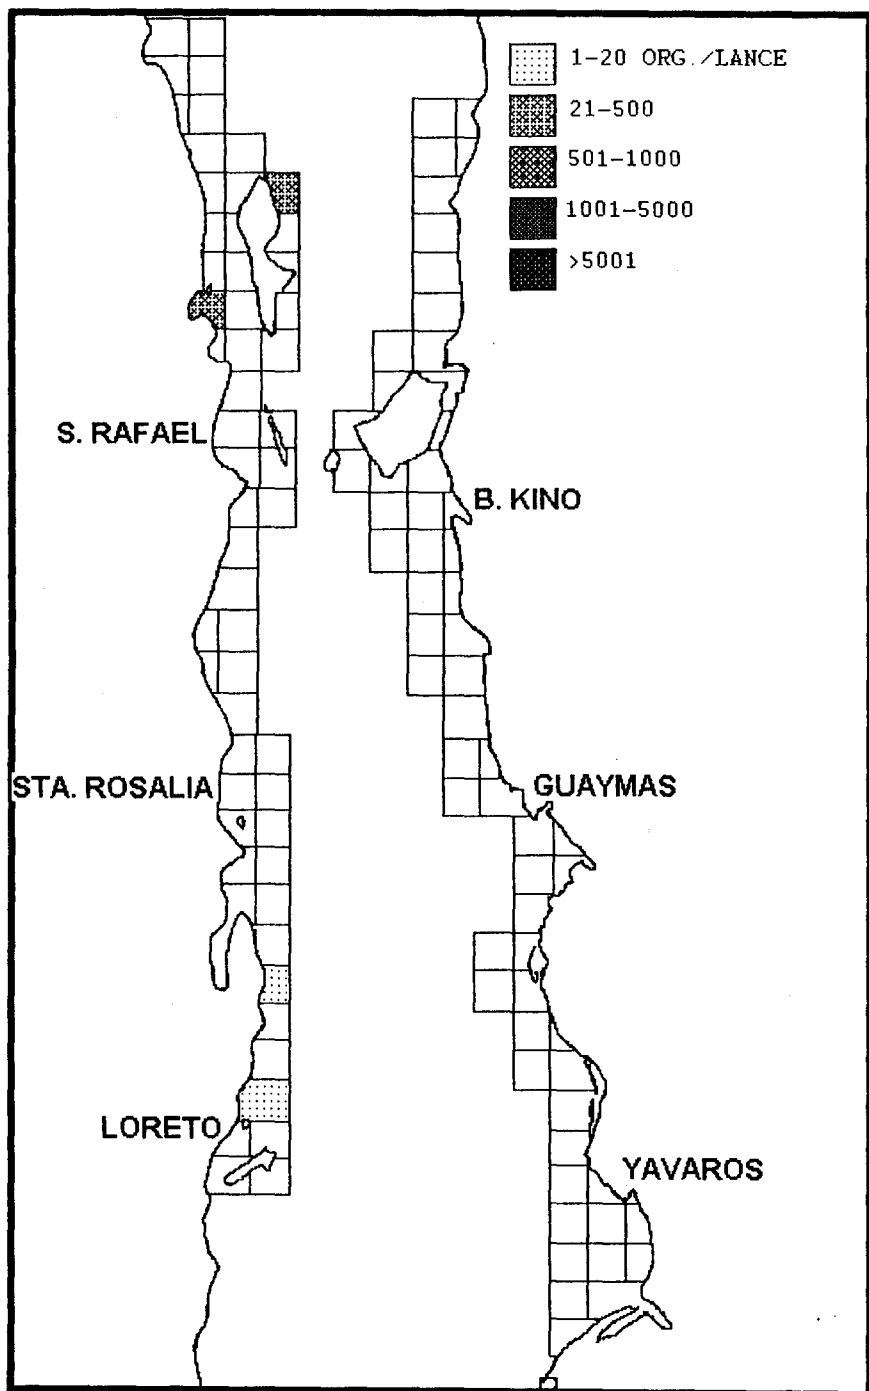 1-20 ORG./LANCE
21-500
501-1000
1001-5000
>5001
S. RAFAEL
B. KINO
STA. ROSALIA
GUAYMAS
LORETO
YAVAROS